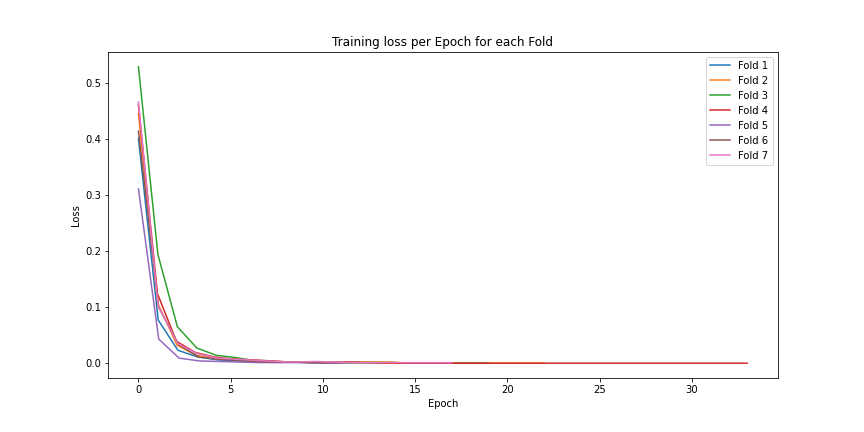 Training loss per Epoch for each Fold
Loss
0.5
0.4
0.3
0.2
0.1
0.0
Fold 1
Fold 2
Fold 3
Fold 4
Fold 5
Fold 6
Fold 7
0
5
10
15
20
25
30
Epoch